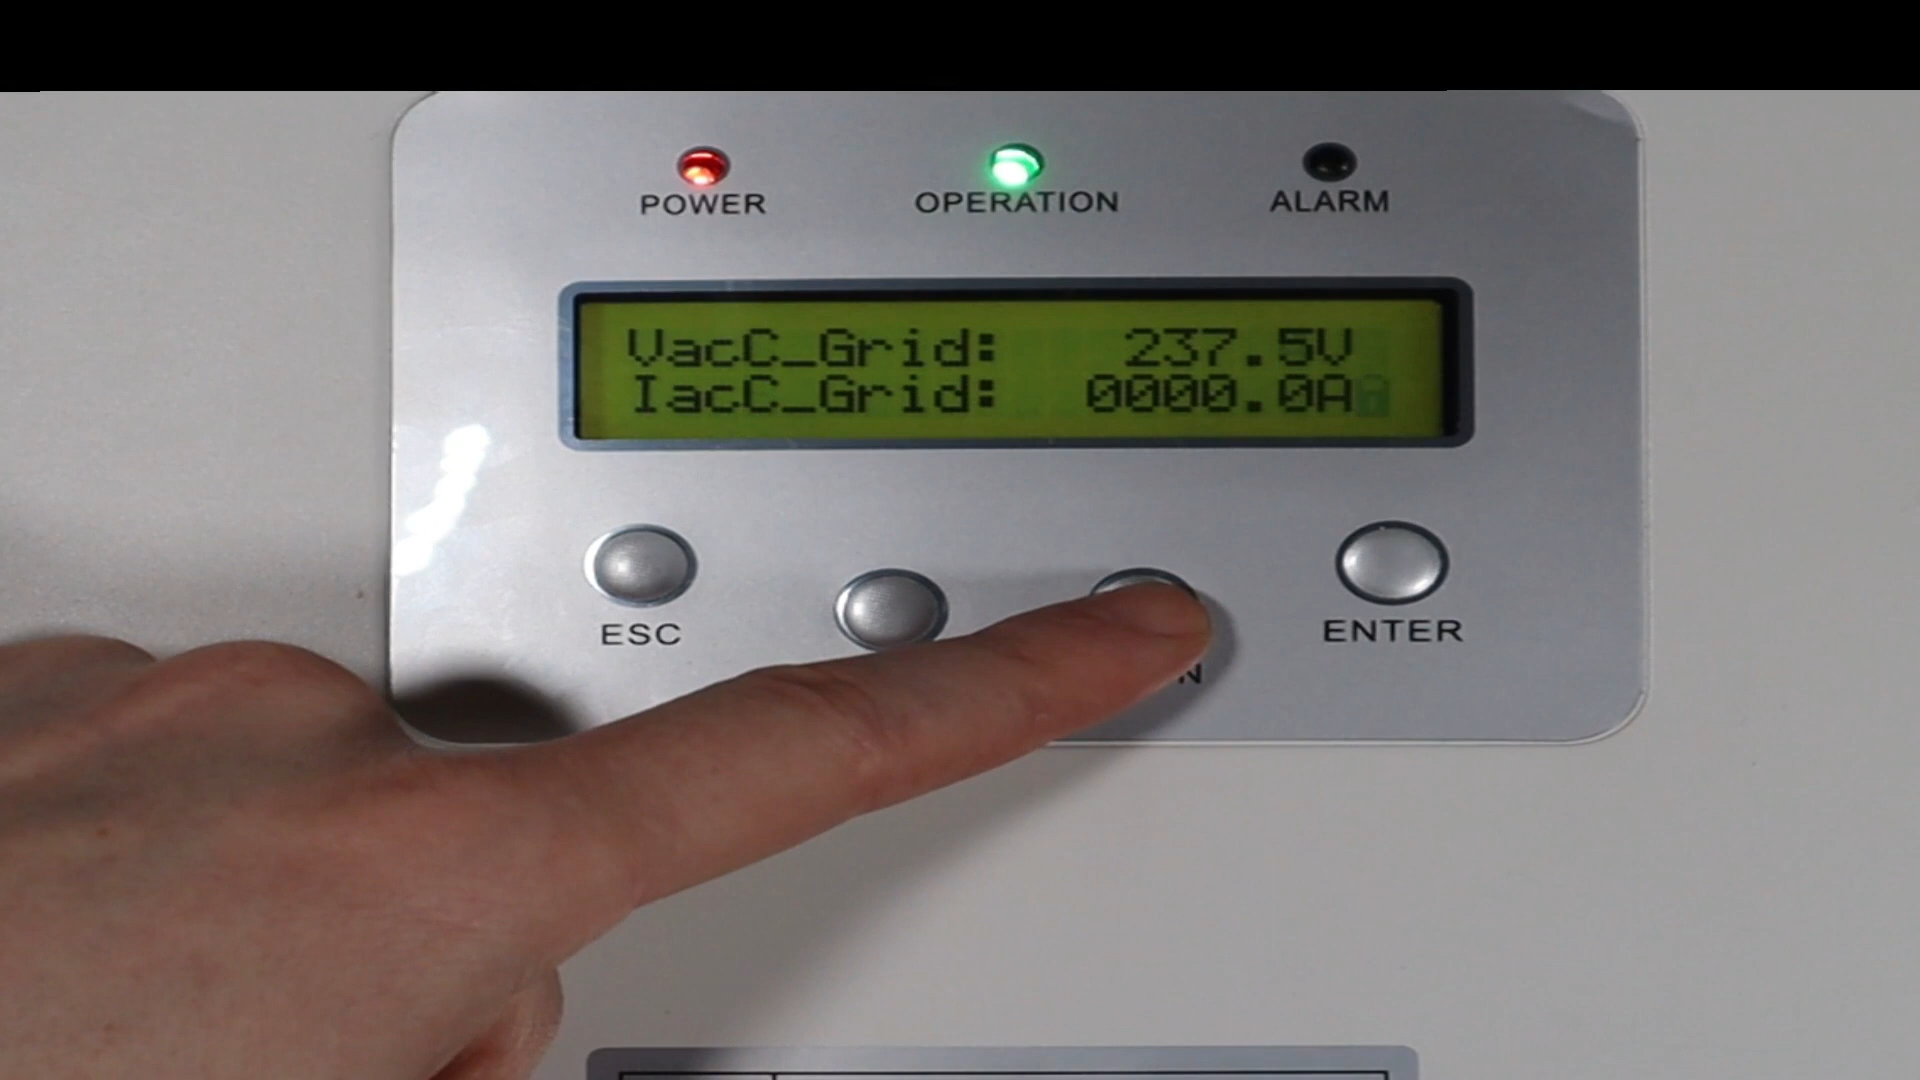 POWER OPERATION ALARM
VacC_Grid: 237.5V
IacC_Grid: 0000.0A
ESC ENTER